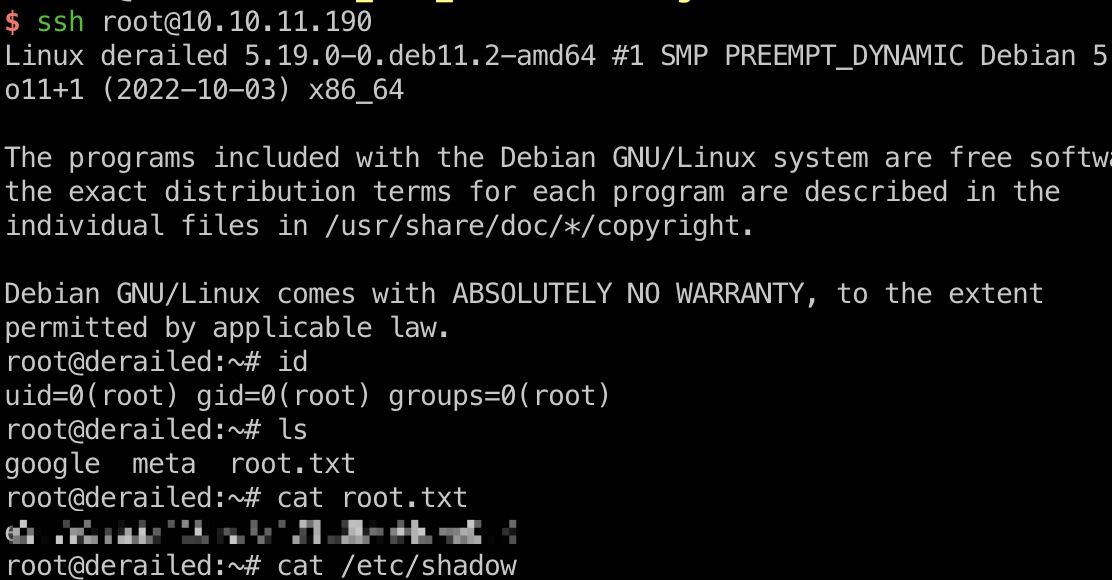 $ ssh root@10.10.11.190
Linux derailed 5.19.0-0.deb11.2-amd64 #1 SMP PREEMPT_DYNAMIC Debian 5
o11+1 (2022-10-03) x86_64
The programs included with the Debian GNU/Linux system are free softwa
the exact distribution terms for each program are described in the
individual files in /usr/share/doc/*/copyright.
Debian GNU/Linux comes with ABSOLUTELY NO WARRANTY, to the extent
permitted by applicable law.
root@derailed:~# id
uid=0(root) gid=0(root) groups=0(root)
root@derailed:~# ls
google  meta  root.txt
root@derailed:~# cat root.txt
root@derailed:~# cat /etc/shadow